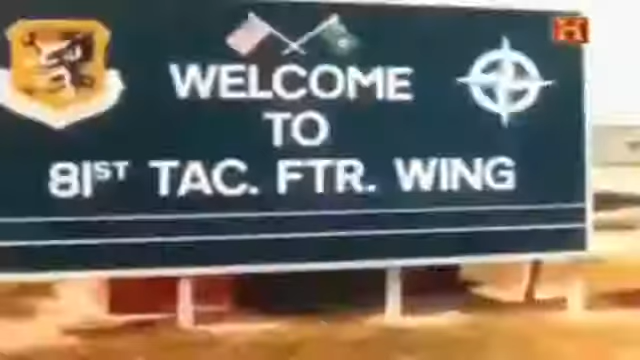 WELCOME
TO
81ST TAC. FTR. WING
H